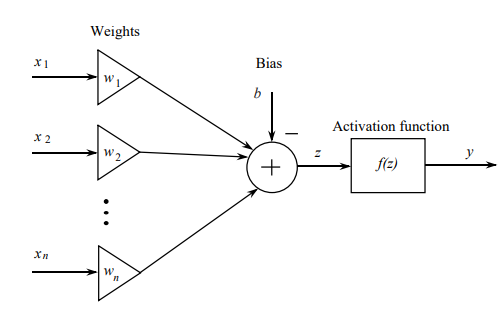 Weights
x1
w1
Bias
b
−
x2
w2
+
z
Activation function
f(z)
y
xn
wn